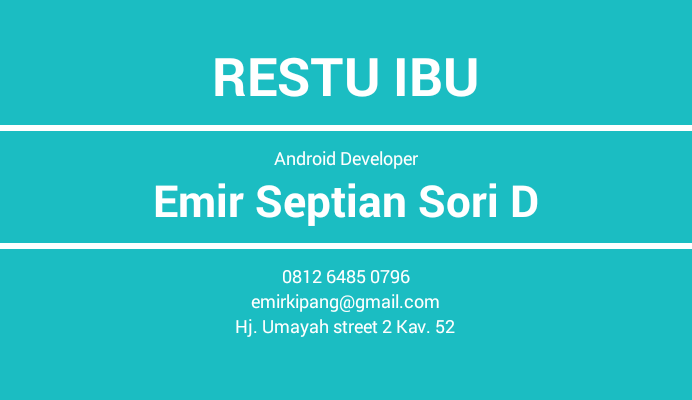 RESTU IBU
Android Developer
Emir Septian Sori D
0812 6485 0796
emirkipang@gmail.com
Hj. Umayah street 2 Kav. 52